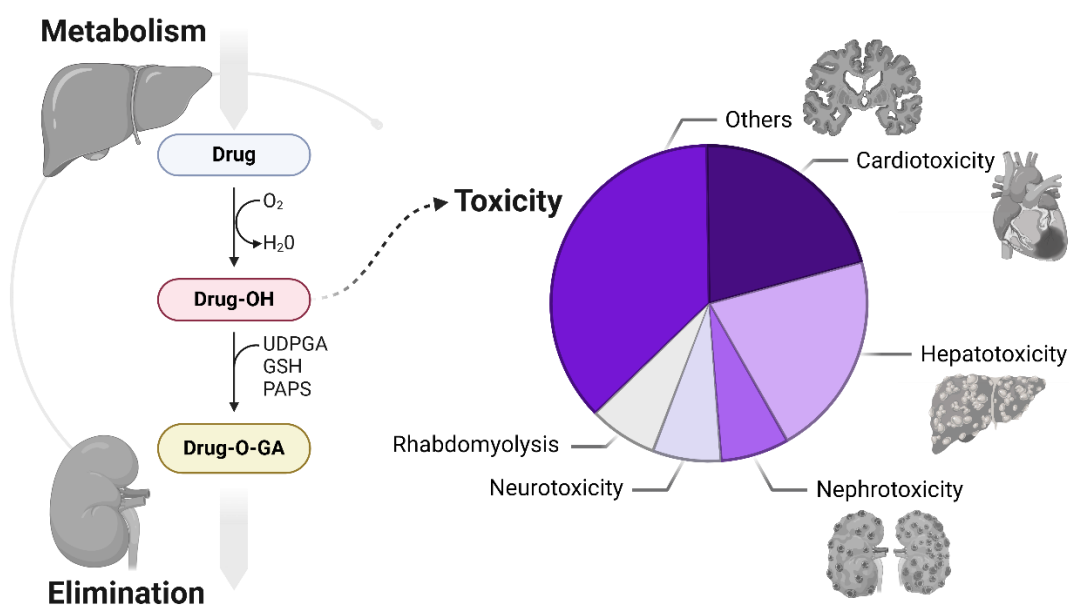 Metabolism
Drug
O₂
H₂0
Drug-OH
UDPGA
GSH
PAPS
Drug-O-GA
Elimination
Toxicity
Others
Cardiotoxicity
Hepatotoxicity
Nephrotoxicity
Neurotoxicity
Rhabdomyolysis